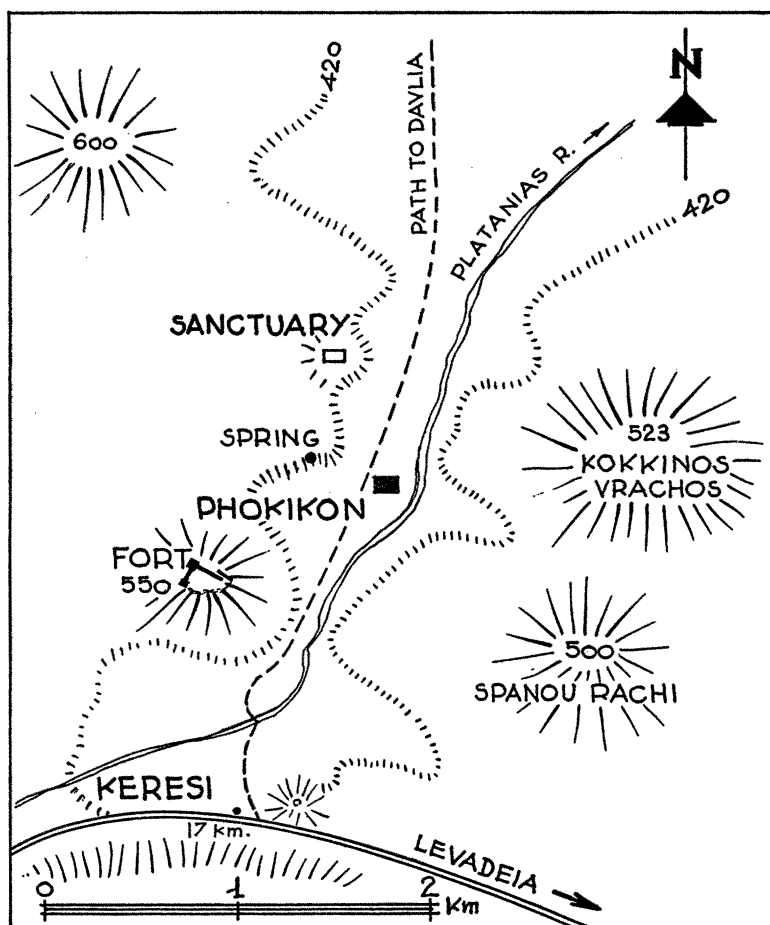 420
N
600
PATH TO DAVLIA
PLATANIAS R.
420
SANCTUARY
SPRING
523
KOKKINOS
VRACHOS
PHOKIKON
FORT
550
500
SPANOU RACHI
KERESI
17 km.
LEVADEIA
0 1 2
Km